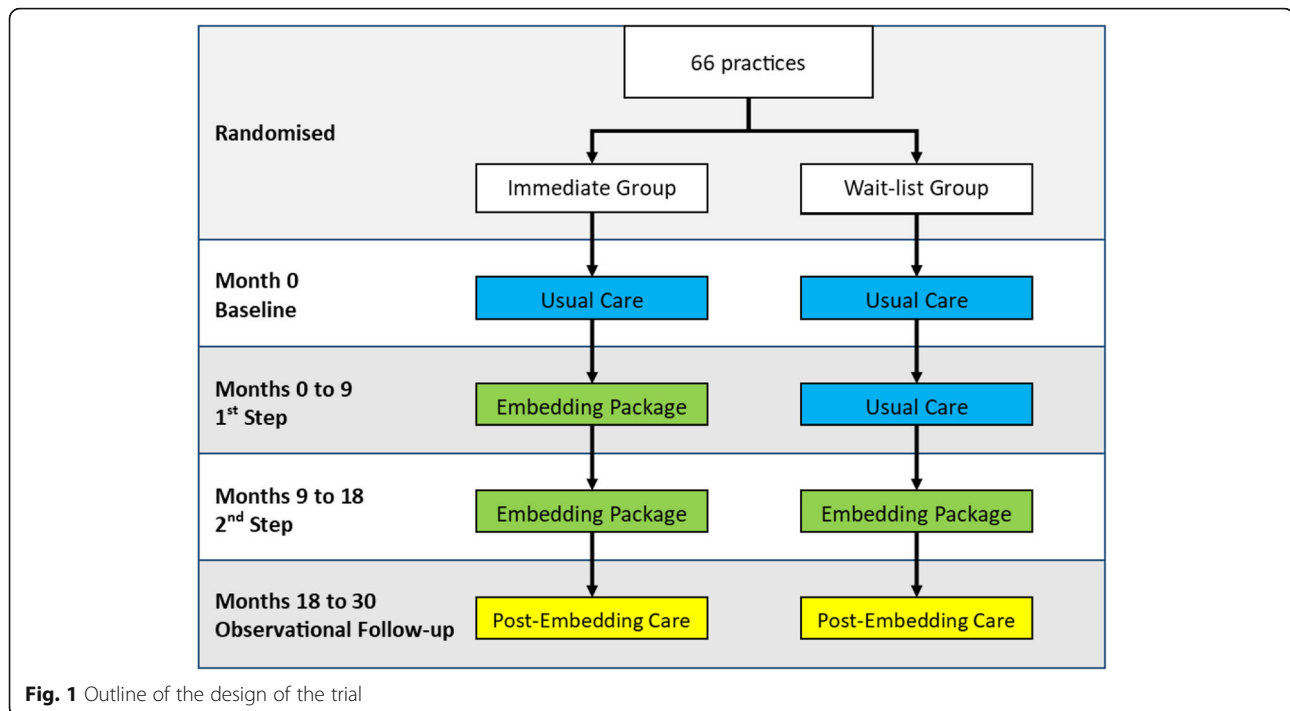 66 practices
Randomised
Immediate Group
Wait-list Group
Month 0
Baseline
Usual Care
Usual Care
Months 0 to 9
1st Step
Embedding Package
Usual Care
Months 9 to 18
2nd Step
Embedding Package
Embedding Package
Months 18 to 30
Observational Follow-up
Post-Embedding Care
Post-Embedding Care
Fig. 1 Outline of the design of the trial